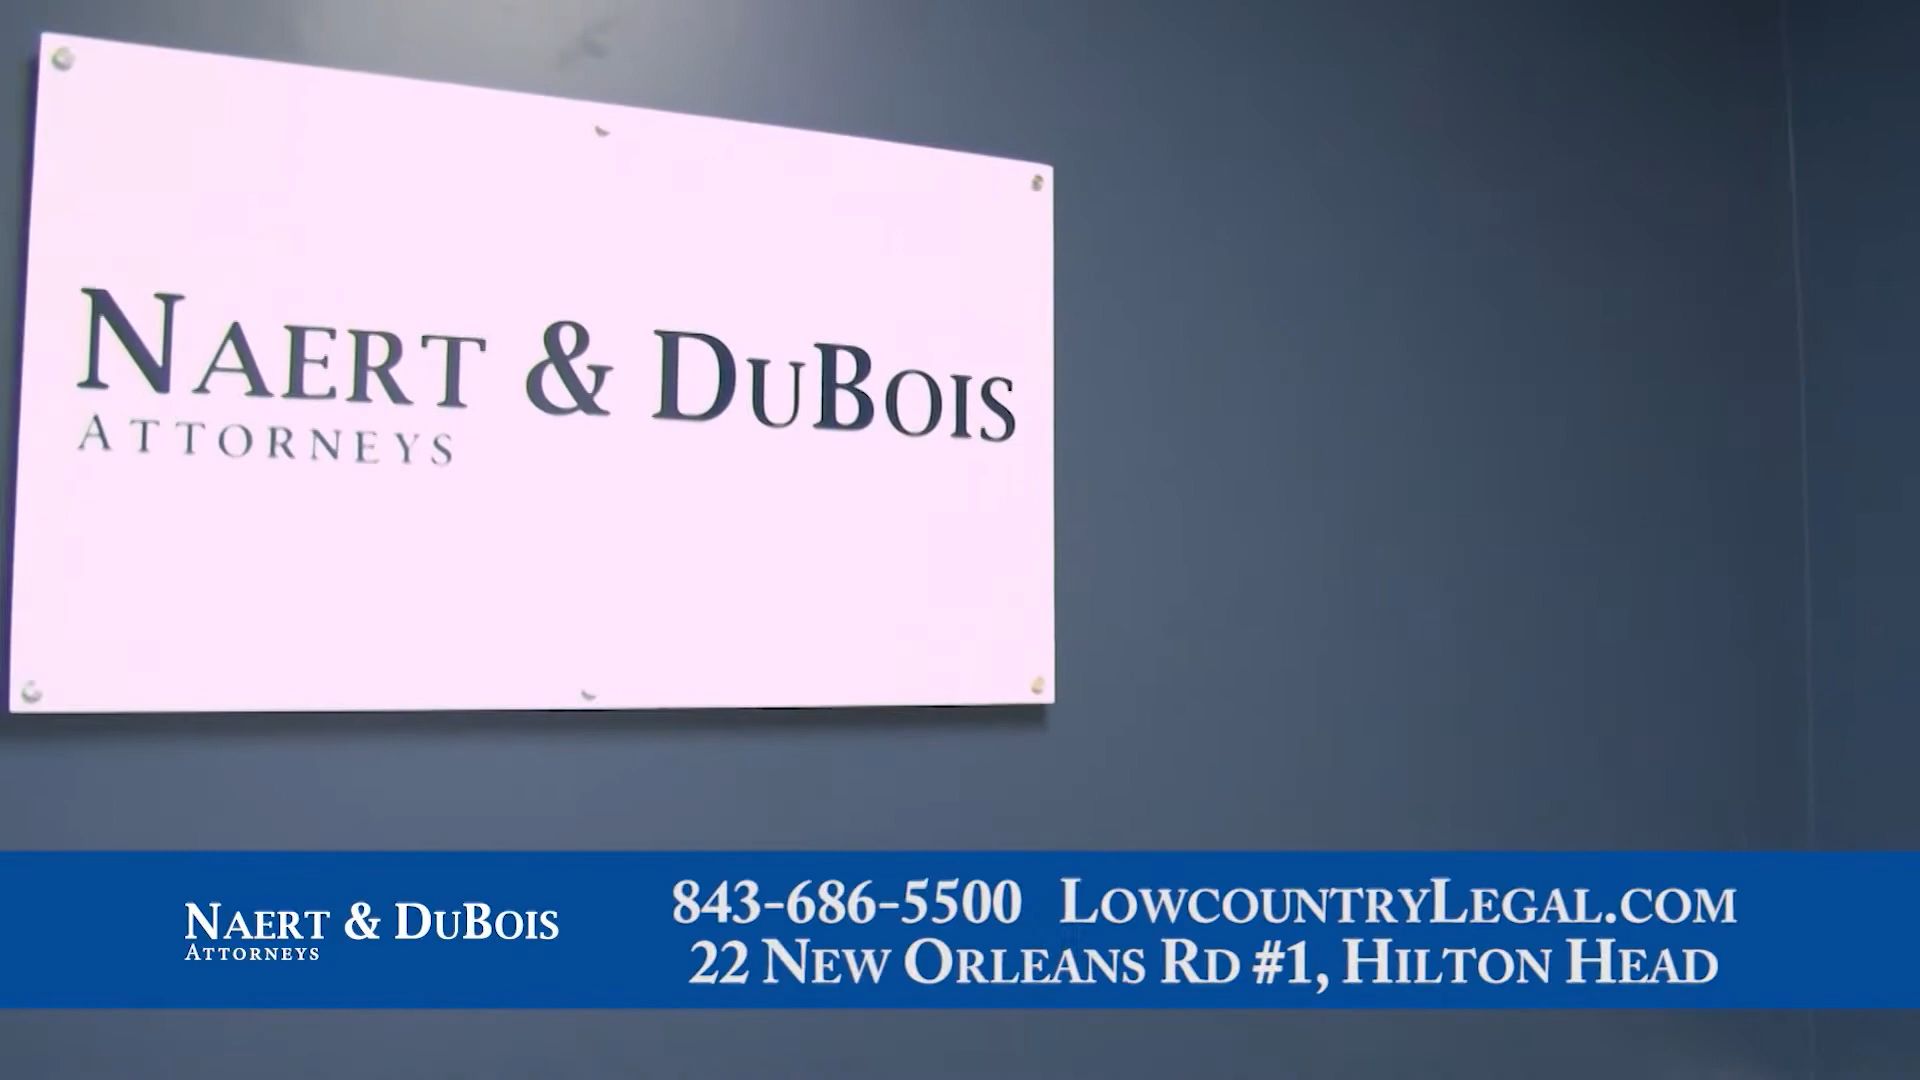 Naert & DuBois
Attorneys
Naert & DuBois
Attorneys
843-686-5500 LowcountryLegal.com
22 New Orleans Rd #1, Hilton Head